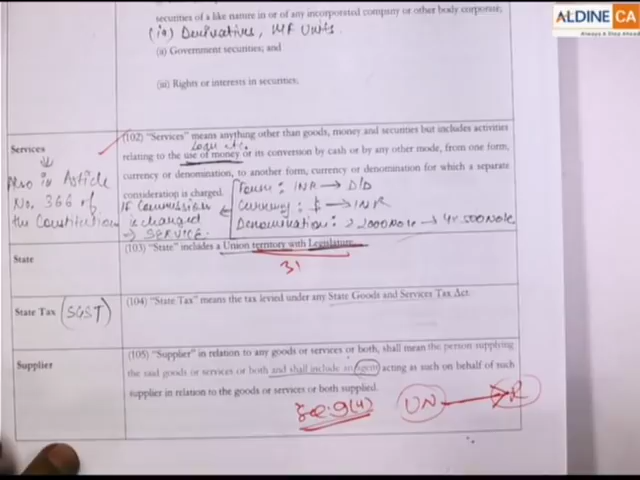 securities of a like nature in or of any incorporated company or other body corporate;
(ia) Derivatives, MF Units.
(ii) Government securities; and
(iii) Rights or interests in securities;
ALDINE CA
Always A Step Ahead
Services
Also in Article
No. 366 of
the Constitution
(102) "Services" means anything other than goods, money and securities but includes activities
Loan etc.
relating to the use of money or its conversion by cash or by any other mode, from one form,
currency or denomination, to another form, currency or denomination for which a separate
consideration is charged.
Form: INR → D/D
Currency: $ → INR
Denomination: → 2000 Note → 4x 500 Note
If Commission
is charged
→ SERVICE.
State
(103) "State" includes a Union territory with Legislature
31
State Tax (SGST)
(104) "State Tax" means the tax levied under any State Goods and Services Tax Act.
Supplier
(105) "Supplier" in relation to any goods or services or both, shall mean the person supplying
the said goods or services or both and shall include an agent acting as such on behalf of such
supplier in relation to the goods or services or both supplied.
Sec. 9(4)
UN → R